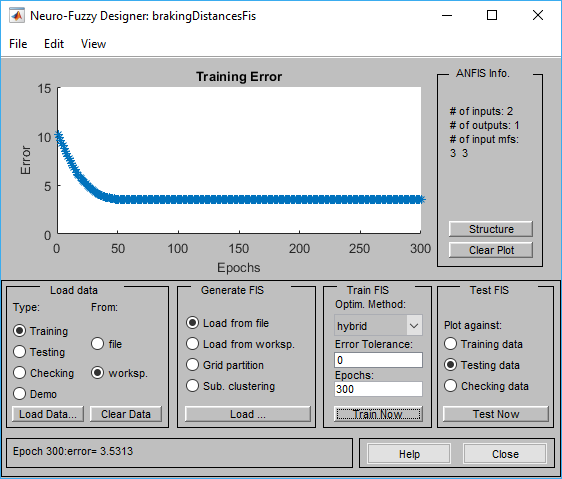 Neuro-Fuzzy Designer: brakingDistancesFis
File Edit View
Training Error
15
10
5
0
Error
0 50 100 150 200 250 300
Epochs
ANFIS Info.
# of inputs: 2
# of outputs: 1
# of input mfs:
3 3
Structure
Clear Plot
Load data
Type: From:
Training
Testing
Checking
Demo
file
worksp.
Load Data... Clear Data
Generate FIS
Load from file
Load from worksp.
Grid partition
Sub. clustering
Load ...
Train FIS
Optim. Method:
hybrid
Error Tolerance:
0
Epochs:
300
Train Now
Test FIS
Plot against:
Training data
Testing data
Checking data
Test Now
Epoch 300:error= 3.5313
Help Close